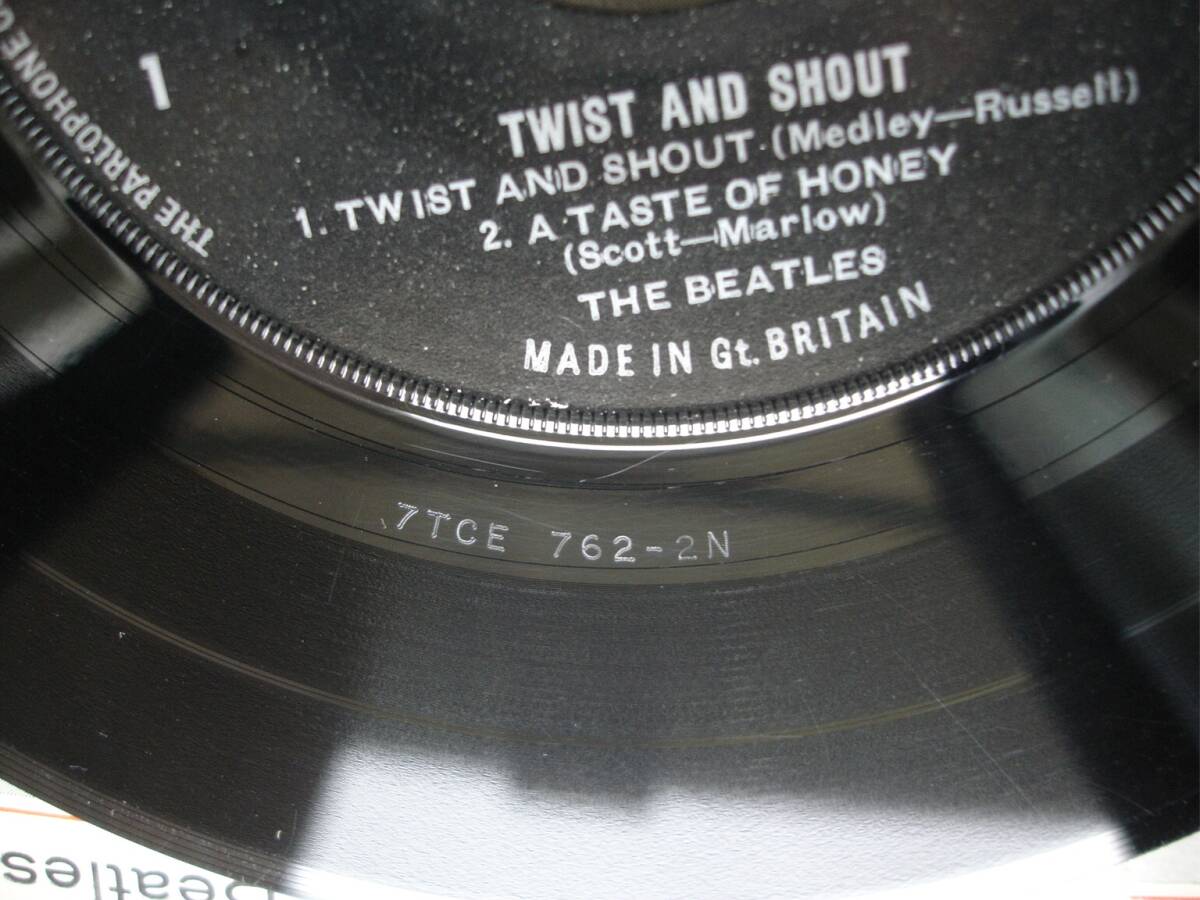 THE PARLOPHONE
1
TWIST AND SHOUT
1. TWIST AND SHOUT (Medley—Russell)
2. A TASTE OF HONEY
(Scott—Marlow)
THE BEATLES
MADE IN Gt. BRITAIN
7TCE 762-2N
Beatles